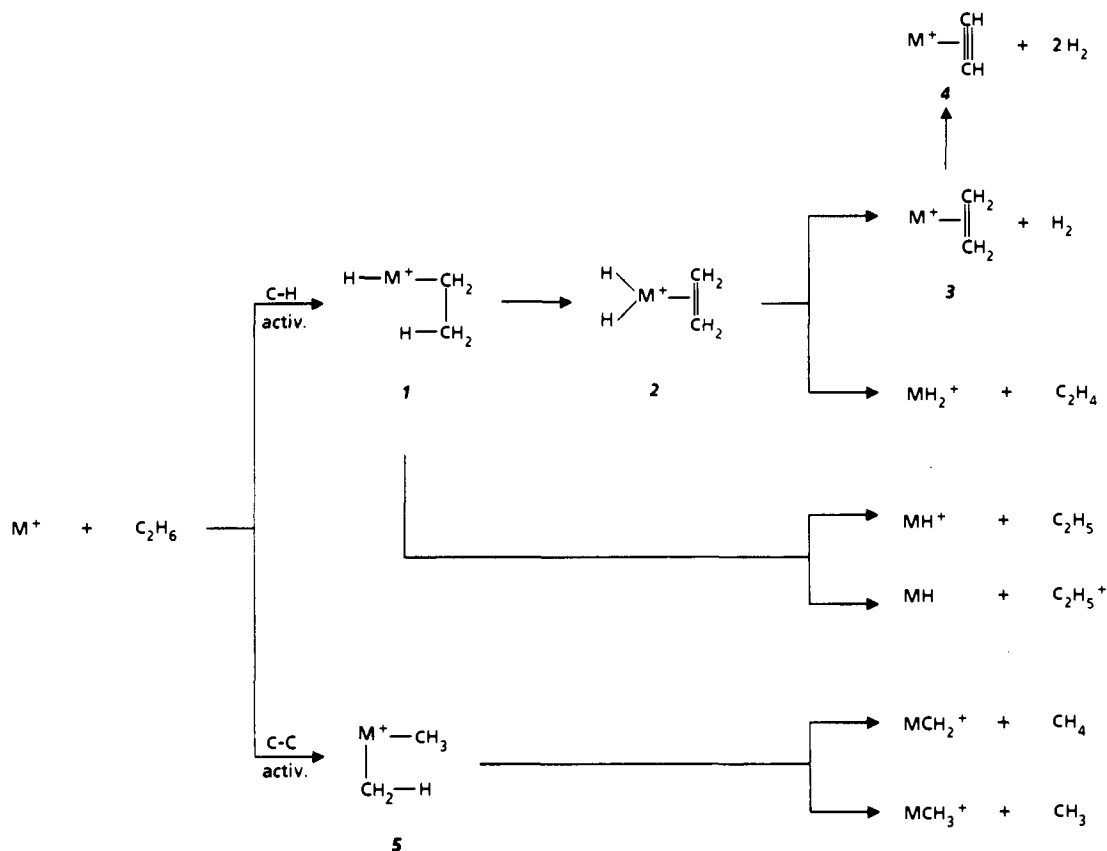 M⁺—CH≡CH + 2 H₂
4
M⁺—CH₂≡CH₂ + H₂
3
C-H
activ.
H—M⁺—CH₂
H—CH₂
1
H
M⁺—CH₂
H
CH₂
2
MH₂⁺ + C₂H₄
M⁺ + C₂H₆
MH⁺ + C₂H₅
MH + C₂H₅⁺
C-C
activ.
M⁺—CH₃
CH₂—H
5
MCH₂⁺ + CH₄
MCH₃⁺ + CH₃